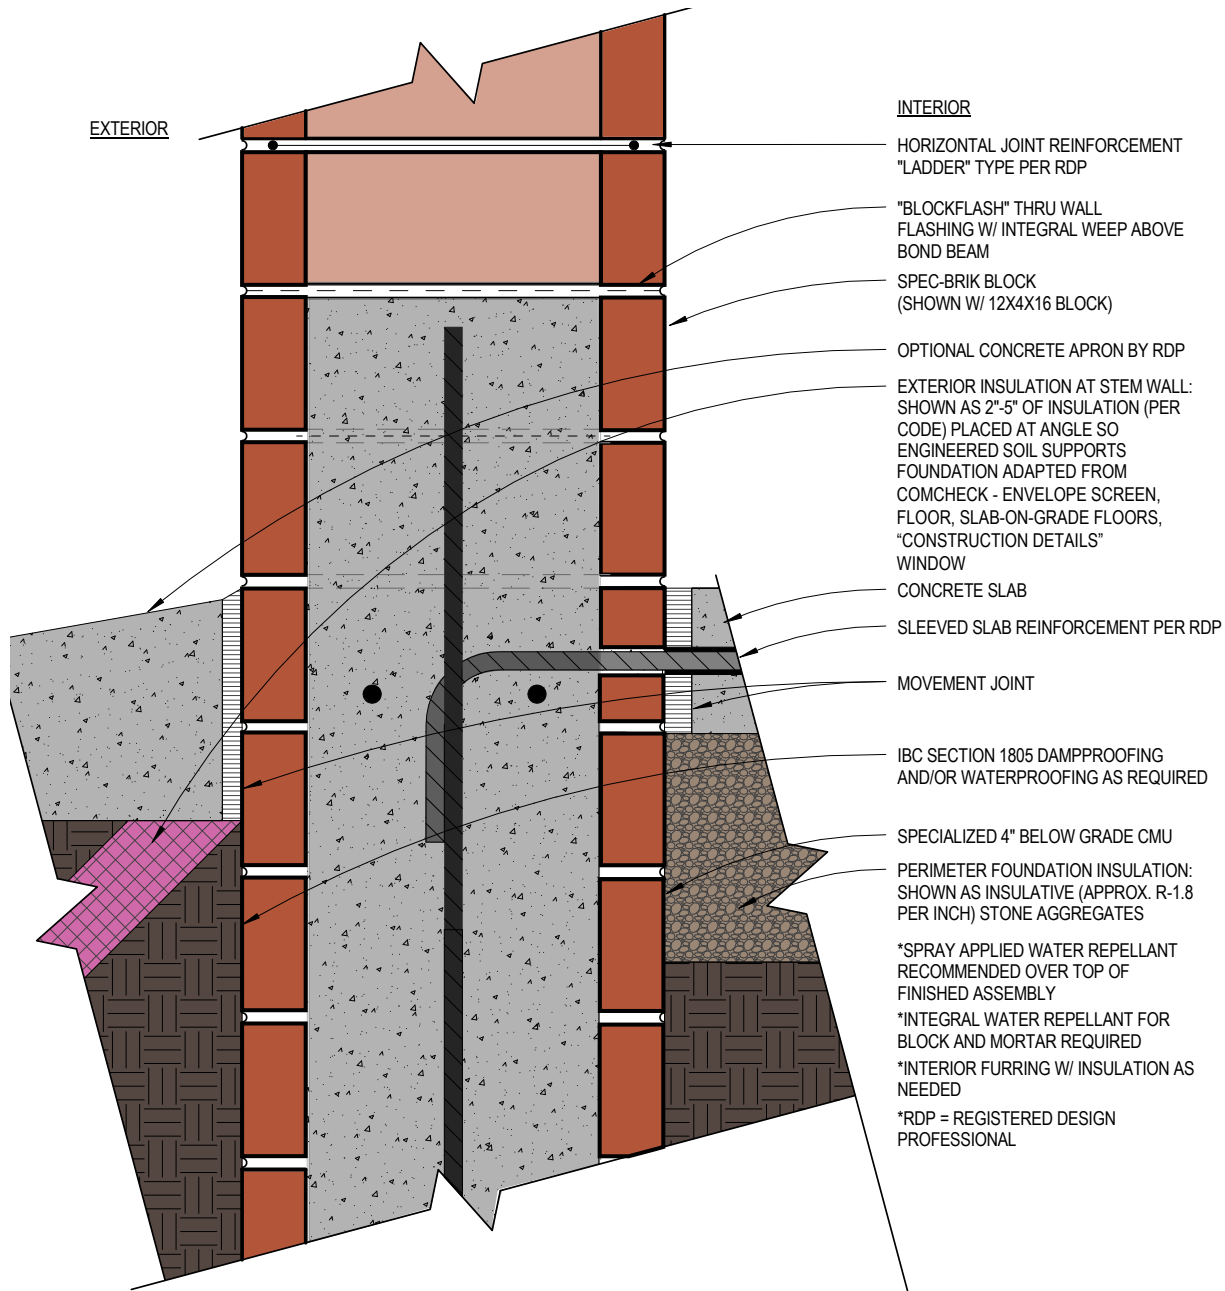 EXTERIOR
INTERIOR
HORIZONTAL JOINT REINFORCEMENT
"LADDER" TYPE PER RDP
"BLOCKFLASH" THRU WALL
FLASHING W/ INTEGRAL WEEP ABOVE
BOND BEAM
SPEC-BRIK BLOCK
(SHOWN W/ 12X4X16 BLOCK)
OPTIONAL CONCRETE APRON BY RDP
EXTERIOR INSULATION AT STEM WALL:
SHOWN AS 2"-5" OF INSULATION (PER
CODE) PLACED AT ANGLE SO
ENGINEERED SOIL SUPPORTS
FOUNDATION ADAPTED FROM
COMCHECK - ENVELOPE SCREEN,
FLOOR, SLAB-ON-GRADE FLOORS,
“CONSTRUCTION DETAILS”
WINDOW
CONCRETE SLAB
SLEEVED SLAB REINFORCEMENT PER RDP
MOVEMENT JOINT
IBC SECTION 1805 DAMPPROOFING
AND/OR WATERPROOFING AS REQUIRED
SPECIALIZED 4" BELOW GRADE CMU
PERIMETER FOUNDATION INSULATION:
SHOWN AS INSULATIVE (APPROX. R-1.8
PER INCH) STONE AGGREGATES
*SPRAY APPLIED WATER REPELLANT
RECOMMENDED OVER TOP OF
FINISHED ASSEMBLY
*INTEGRAL WATER REPELLANT FOR
BLOCK AND MORTAR REQUIRED
*INTERIOR FURRING W/ INSULATION AS
NEEDED
*RDP = REGISTERED DESIGN
PROFESSIONAL